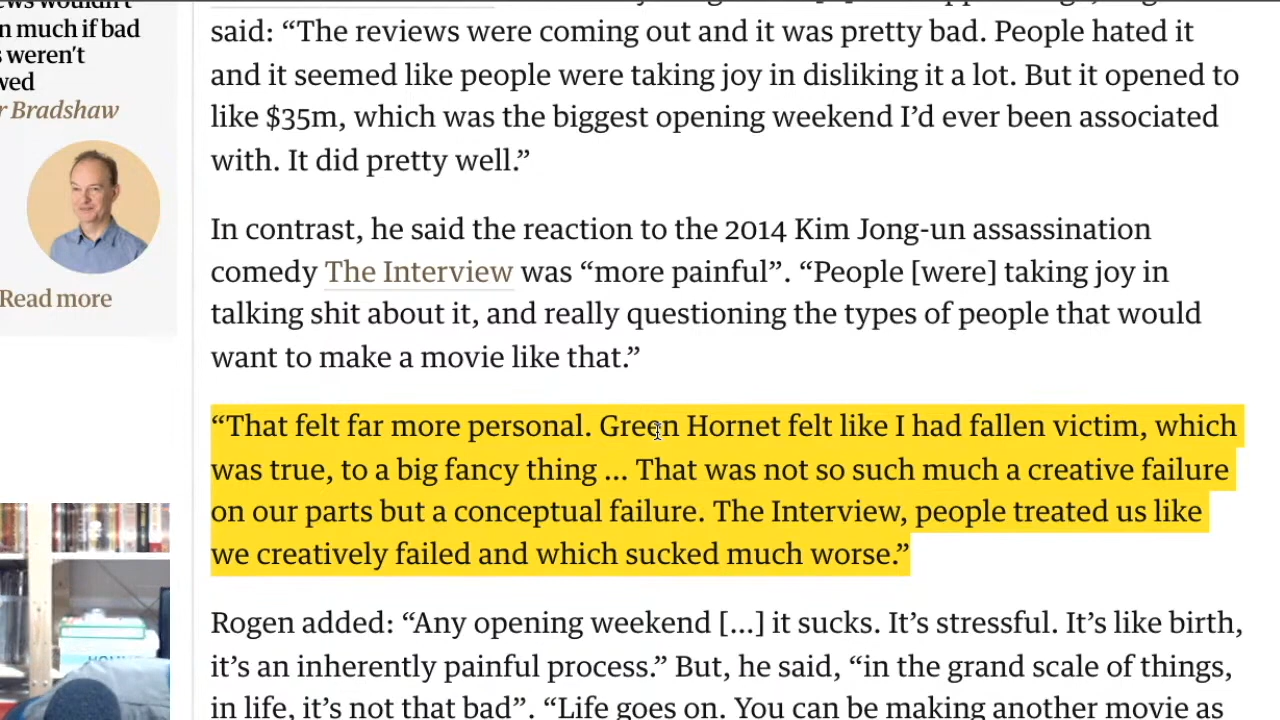 n much if bad
s weren't
wed
r Bradshaw
Read more
said: “The reviews were coming out and it was pretty bad. People hated it
and it seemed like people were taking joy in disliking it a lot. But it opened to
like $35m, which was the biggest opening weekend I’d ever been associated
with. It did pretty well.”
In contrast, he said the reaction to the 2014 Kim Jong-un assassination
comedy The Interview was “more painful”. “People [were] taking joy in
talking shit about it, and really questioning the types of people that would
want to make a movie like that.”
“That felt far more personal. Green Hornet felt like I had fallen victim, which
was true, to a big fancy thing ... That was not so such much a creative failure
on our parts but a conceptual failure. The Interview, people treated us like
we creatively failed and which sucked much worse.”
Rogen added: “Any opening weekend [...] it sucks. It’s stressful. It’s like birth,
it’s an inherently painful process.” But, he said, “in the grand scale of things,
in life, it’s not that bad”. “Life goes on. You can be making another movie as